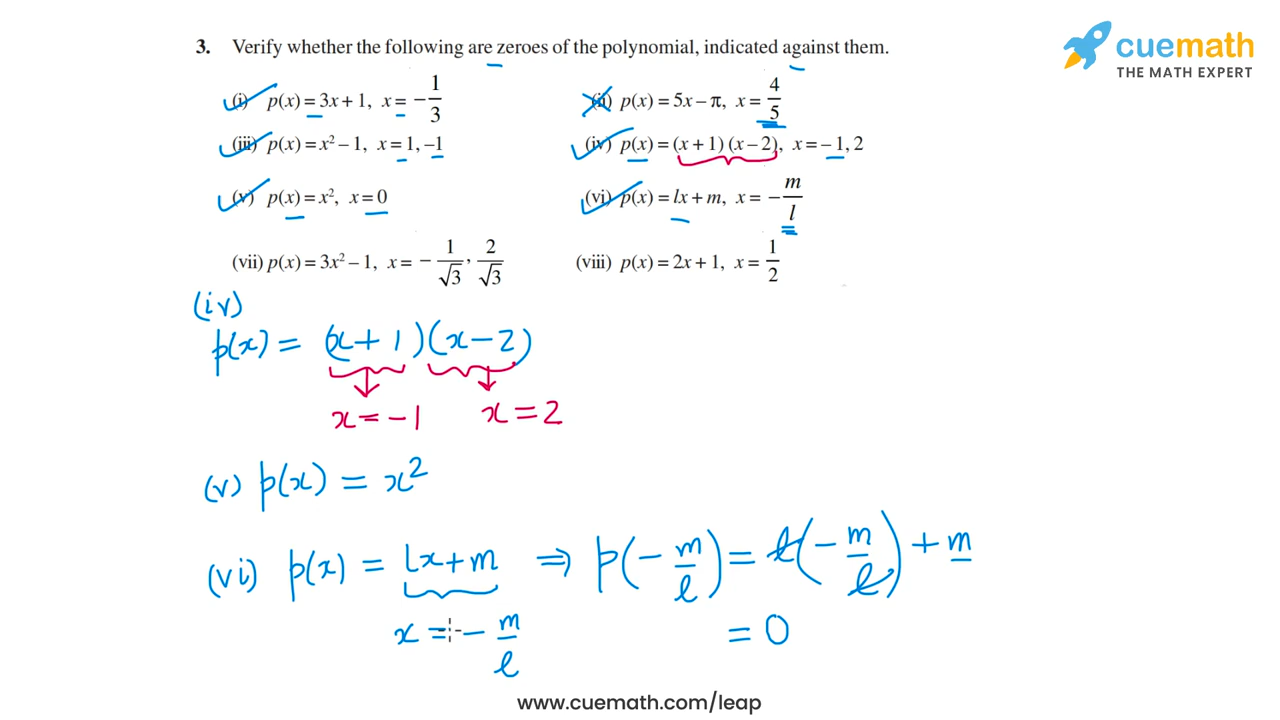 cuemath
THE MATH EXPERT
3. Verify whether the following are zeroes of the polynomial, indicated against them.
(i) p(x) = 3x + 1, x = −1/3 (ii) p(x) = 5x − π, x = 4/5
(iii) p(x) = x² − 1, x = 1, −1 (iv) p(x) = (x + 1) (x − 2), x = − 1, 2
(v) p(x) = x², x = 0 (vi) p(x) = lx + m, x = −m/l
(vii) p(x) = 3x² − 1, x = −1/√3, 2/√3 (viii) p(x) = 2x + 1, x = 1/2
(iv)
p(x) = (x+1)(x−2)
x = −1 x = 2
(v) p(x) = x²
(vi) p(x) = lx+m ⇒ p(−m/l) = l(−m/l) + m
x = −m/l = 0
www.cuemath.com/leap